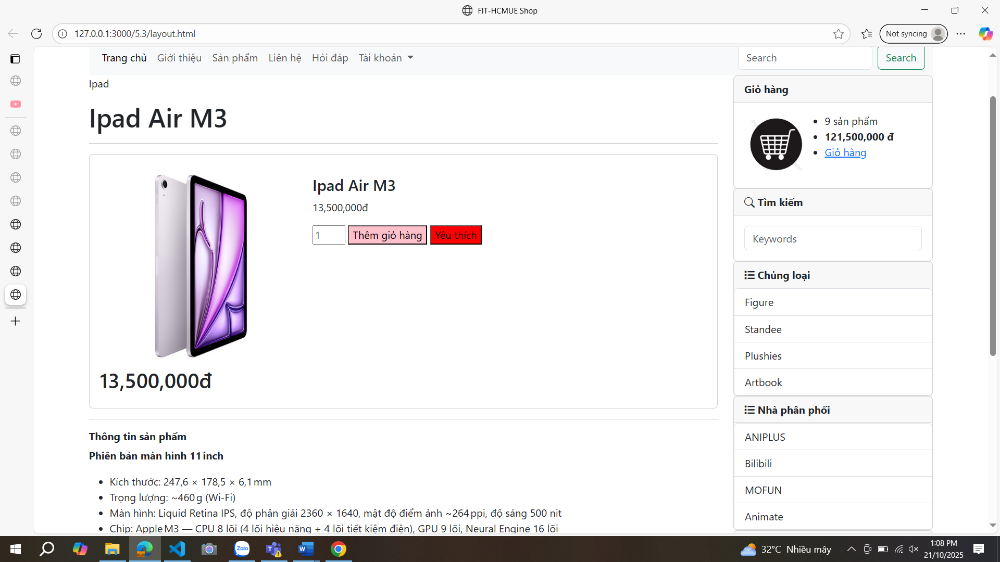 FIT-HCMUE Shop
127.0.0.1:3000/5.3/layout.html
Not syncing
Trang chủ Giới thiệu Sản phẩm Liên hệ Hỏi đáp Tài khoản
Search Search
Ipad
Ipad Air M3
Ipad Air M3
13,500,000đ
1 Thêm giỏ hàng Yêu thích
13,500,000đ
Thông tin sản phẩm
Phiên bản màn hình 11 inch
Kích thước: 247,6 × 178,5 × 6,1 mm
Trọng lượng: ~460 g (Wi-Fi)
Màn hình: Liquid Retina IPS, độ phân giải 2360 × 1640, mật độ điểm ảnh ~264 ppi, độ sáng 500 nit
Chip: Apple M3 — CPU 8 lõi (4 lõi hiệu năng + 4 lõi tiết kiệm điện), GPU 9 lõi, Neural Engine 16 lõi
Giỏ hàng
9 sản phẩm
121,500,000 đ
Giỏ hàng
Tìm kiếm
Keywords
Chủng loại
Figure
Standee
Plushies
Artbook
Nhà phân phối
ANIPLUS
Bilibili
MOFUN
Animate
Zalo
32°C Nhiều mây
1:08 PM
21/10/2025